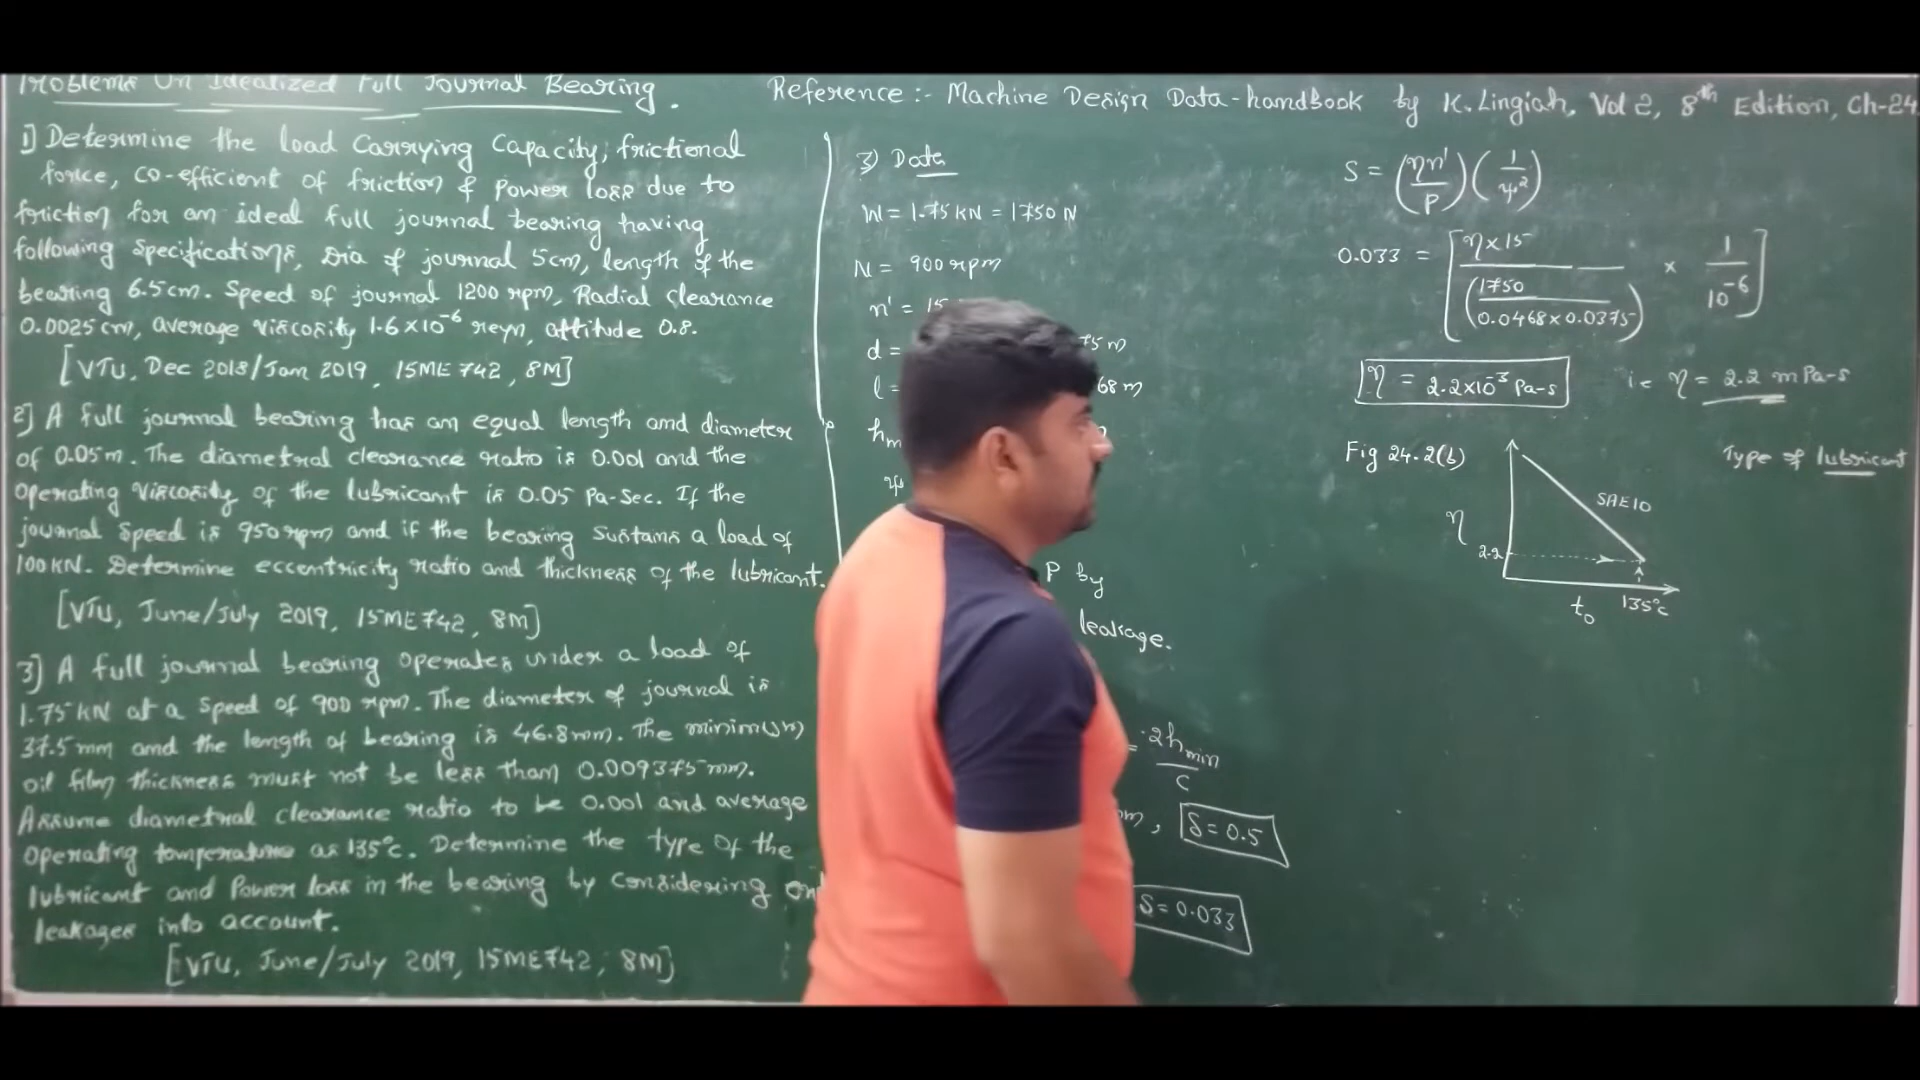 Problems On Idealized Full Journal Bearing.
Reference :- Machine Design Data-handbook by K. Lingiah, Vol 2, 8th Edition, Ch-24
1) Determine the load Carrying Capacity, frictional
force, co-efficient of friction & power loss due to
friction for an ideal full journal bearing having
following specifications, Dia of journal 5cm, length of the
bearing 6.5cm. Speed of journal 1200 rpm, Radial clearance
0.0025 cm, average viscosity 1.6×10⁻⁶ reyn, attitude 0.8.
[VTU, Dec 2018/Jan 2019, 15ME742, 8M]
2] A full journal bearing has an equal length and diameter
of 0.05m. The diametral clearance ratio is 0.001 and the
operating viscosity of the lubricant is 0.05 Pa-sec. If the
journal speed is 950rpm and if the bearing sustans a load of
100KN. Determine eccentricity ratio and thickness of the lubricant.
[VTU, June/July 2019, 15ME742, 8M]
3] A full journal bearing operates under a load of
1.75 kN at a speed of 900 rpm. The diameter of journal is
37.5mm and the length of bearing is 46.8mm. The minimum
oil film thickness must not be less than 0.009375mm.
Assume diametral clearance ratio to be 0.001 and average
operating temperature as 135°c. Determine the type of the
lubricant and Power loss in the bearing by considering
leakages into account.
[VTU, June/July 2019, 15ME742, 8M]
3) Data
W = 1.75 KN = 1750 N
N = 900 rpm
n' = 15
d = 75 m
l = 68 m
hm
ψ
P by
leakage.
= 2hmin / C
m, δ = 0.5
S = 0.033
S = (ηn'/P) (1/ψ²)
0.033 = [η×15 / (1750 / 0.0468×0.0375) × 1/10⁻⁶]
η = 2.2×10⁻³ Pa-s i.e η = 2.2 mPa-s
Fig 24.2(b) Type of lubricant
SAE10
η
2.2
t₀ 135°c